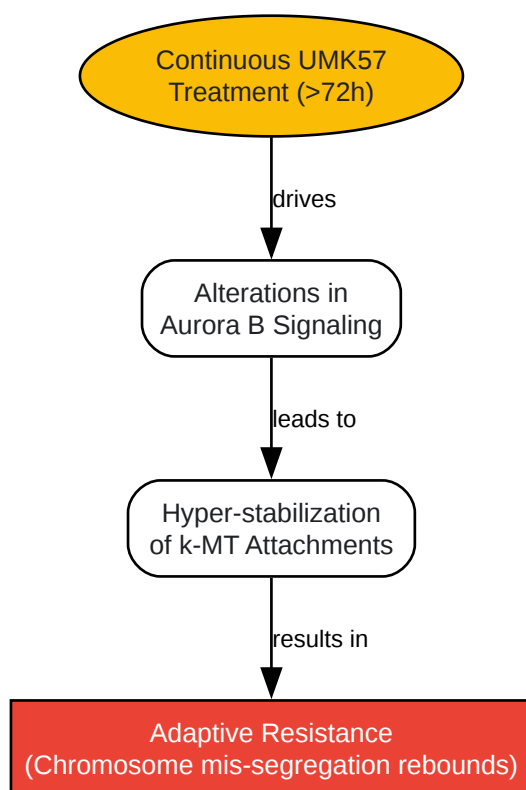 Continuous UMK57
Treatment (>72h)
drives
Alterations in
Aurora B Signaling
leads to
Hyper-stabilization
of k-MT Attachments
results in
Adaptive Resistance
(Chromosome mis-segregation rebounds)